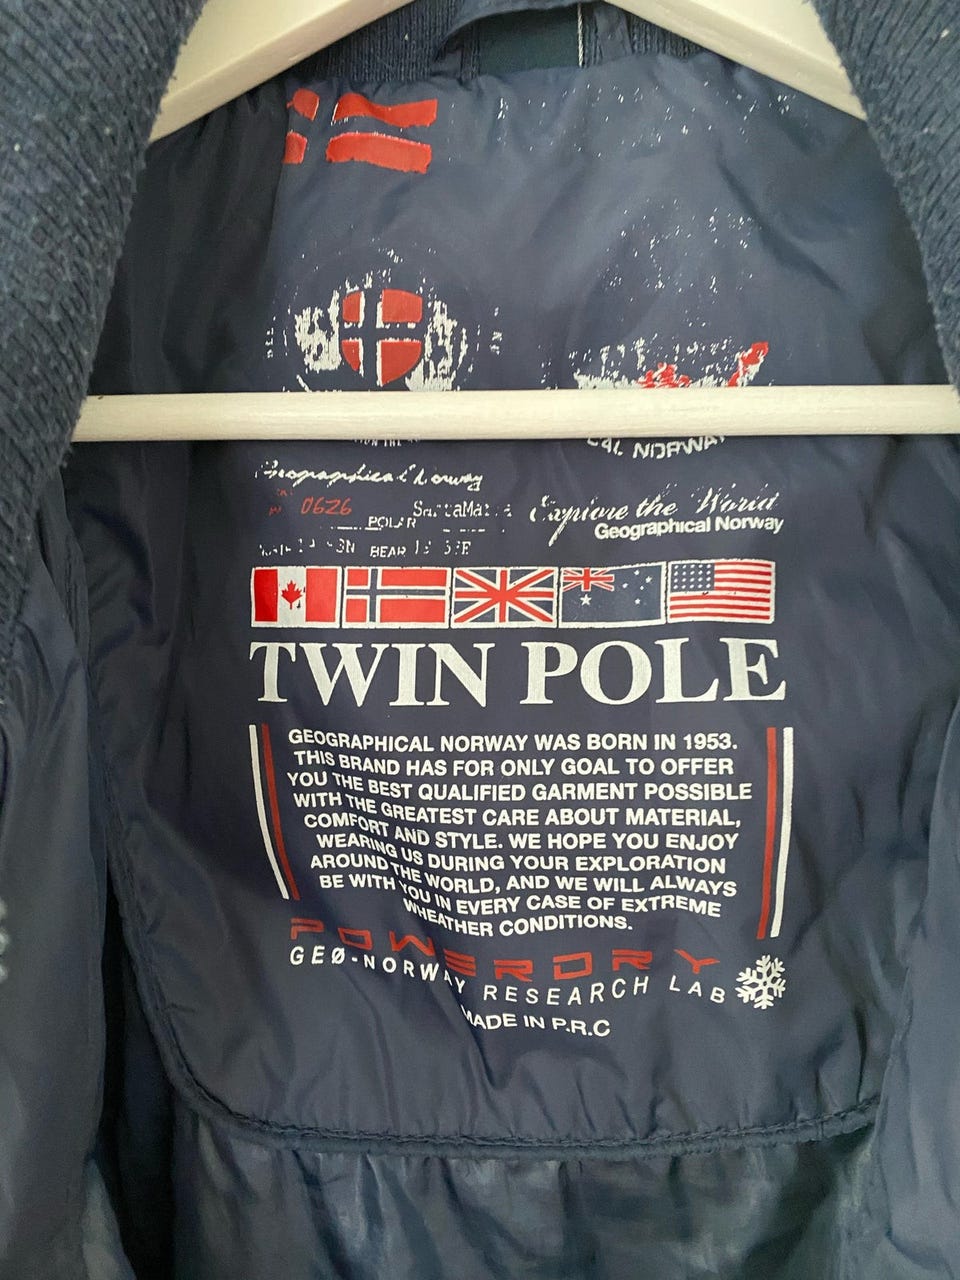 CAL NORWAY
Geographical Norway
0626
POLAR
BEAR
Explore the World
Geographical Norway
TWIN POLE
GEOGRAPHICAL NORWAY WAS BORN IN 1953.
THIS BRAND HAS FOR ONLY GOAL TO OFFER
YOU THE BEST QUALIFIED GARMENT POSSIBLE
WITH THE GREATEST CARE ABOUT MATERIAL,
COMFORT AND STYLE. WE HOPE YOU ENJOY
WEARING US DURING YOUR EXPLORATION
AROUND THE WORLD, AND WE WILL ALWAYS
BE WITH YOU IN EVERY CASE OF EXTREME
WHEATHER CONDITIONS.
POWERDRY
GEØ-NORWAY RESEARCH LAB
MADE IN P.R.C